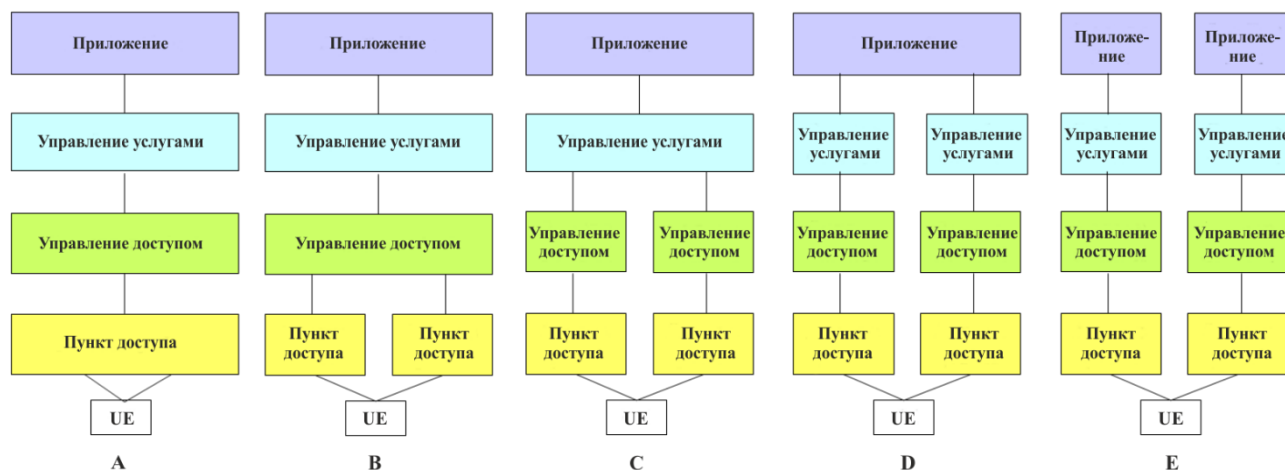 Приложение
Приложение
Приложение
Приложение
Приложе-
ние
Приложе-
ние
Управление услугами
Управление услугами
Управление услугами
Управление
услугами
Управление
услугами
Управление
услугами
Управление
услугами
Управление доступом
Управление доступом
Управление
доступом
Управление
доступом
Управление
доступом
Управление
доступом
Управление
доступом
Управление
доступом
Пункт доступа
Пункт
доступа
Пункт
доступа
Пункт
доступа
Пункт
доступа
Пункт
доступа
Пункт
доступа
Пункт
доступа
Пункт
доступа
UE
UE
UE
UE
UE
A
B
C
D
E